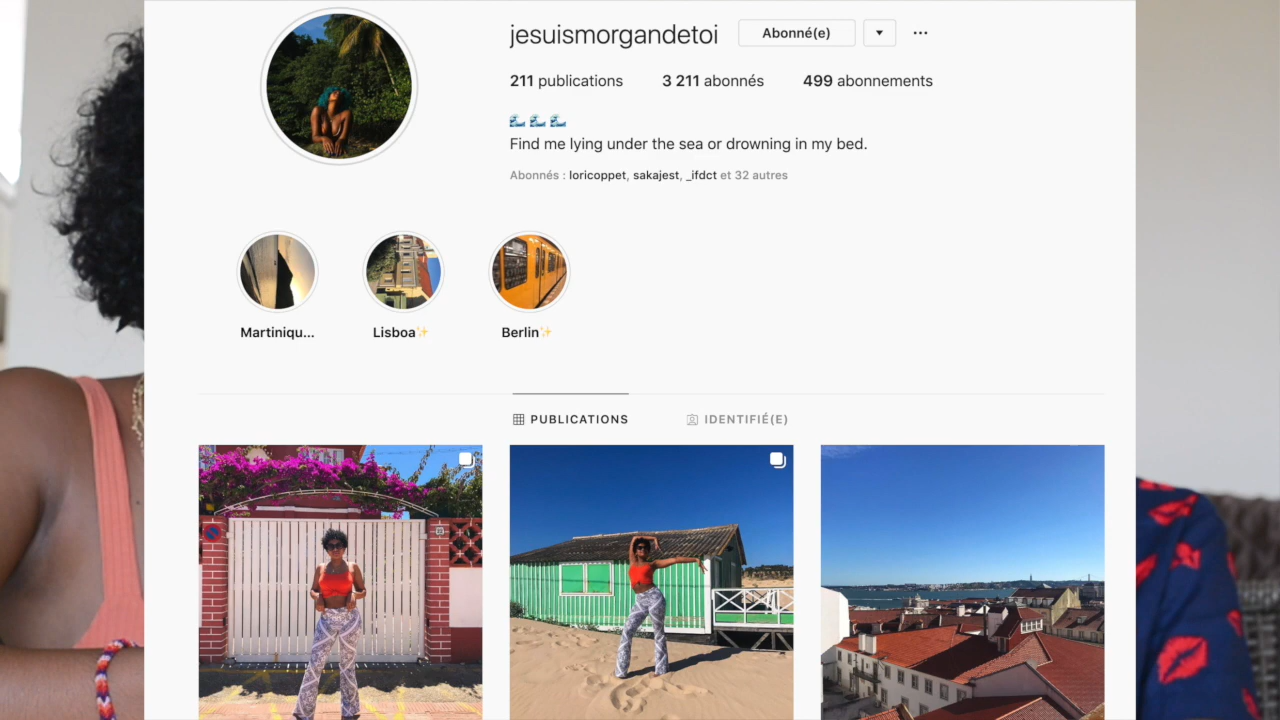 jesuismorgandetoi Abonné(e)
211 publications 3 211 abonnés 499 abonnements
🌊 🌊 🌊
Find me lying under the sea or drowning in my bed.
Abonnés : loricoppet, sakajest, _ifdct et 32 autres
Martiniqu... Lisboa✨ Berlin✨
PUBLICATIONS IDENTIFIÉ(E)